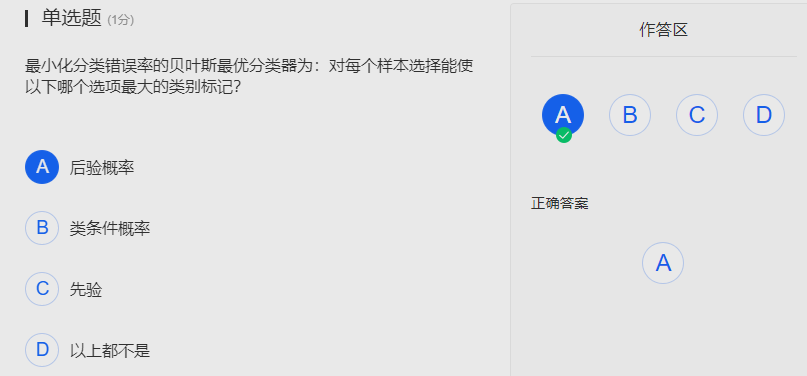 单选题 (1分)
最小化分类错误率的贝叶斯最优分类器为：对每个样本选择能使
以下哪个选项最大的类别标记？
A 后验概率
B 类条件概率
C 先验
D 以上都不是
作答区
A B C D
正确答案
A